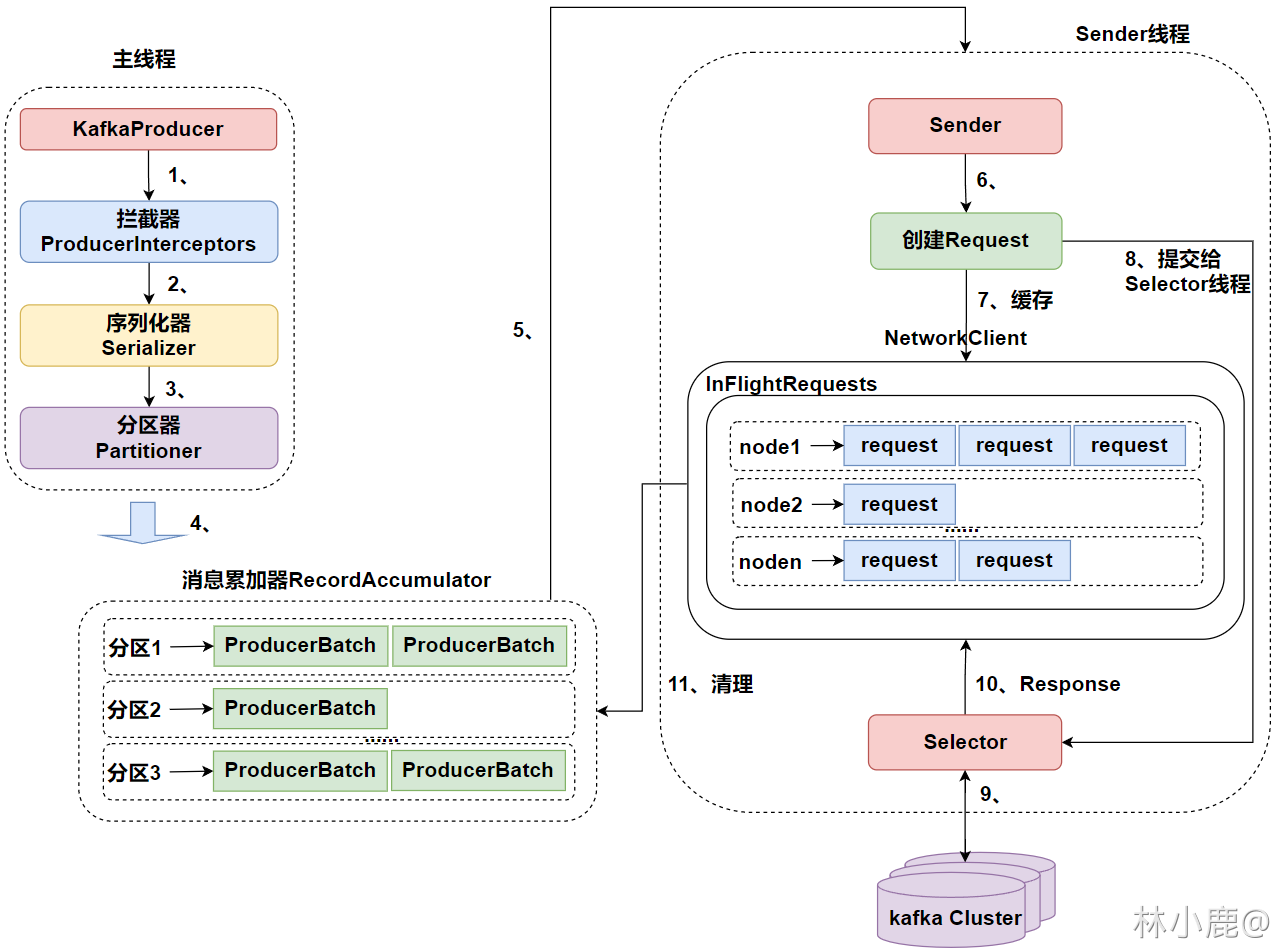 主线程
KafkaProducer
1、
拦截器
ProducerInterceptors
2、
序列化器
Serializer
3、
分区器
Partitioner
4、
消息累加器RecordAccumulator
分区1
ProducerBatch
ProducerBatch
分区2
ProducerBatch
......
分区3
ProducerBatch
ProducerBatch
5、
Sender线程
Sender
6、
创建Request
7、缓存
8、提交给
Selector线程
NetworkClient
InFlightRequests
node1
request
request
request
node2
request
......
noden
request
request
10、Response
11、清理
Selector
9、
kafka Cluster
林小鹿@